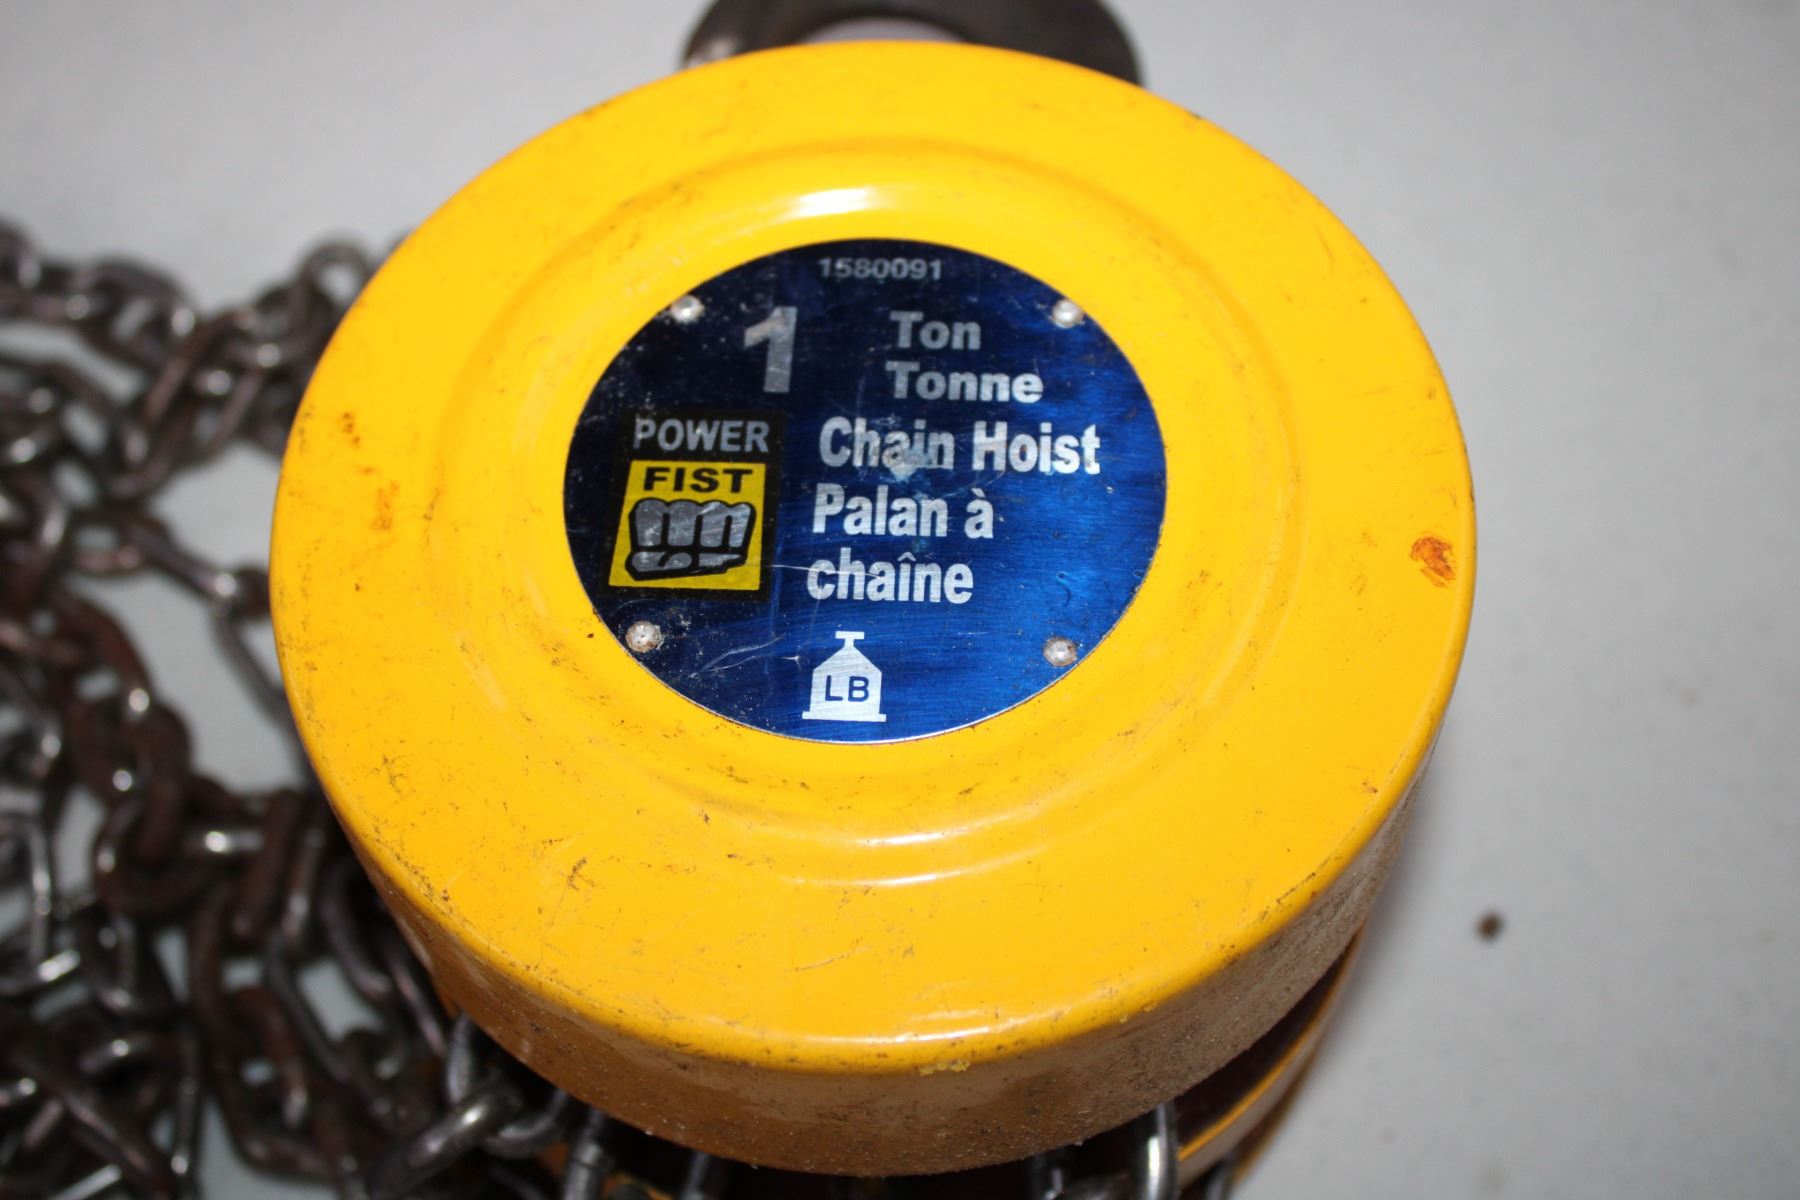 1580091
1 Ton
Tonne
POWER
FIST
Chain Hoist
Palan à
chaîne
LB